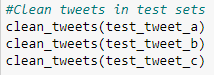 #Clean tweets in test sets
clean_tweets(test_tweet_a)
clean_tweets(test_tweet_b)
clean_tweets(test_tweet_c)